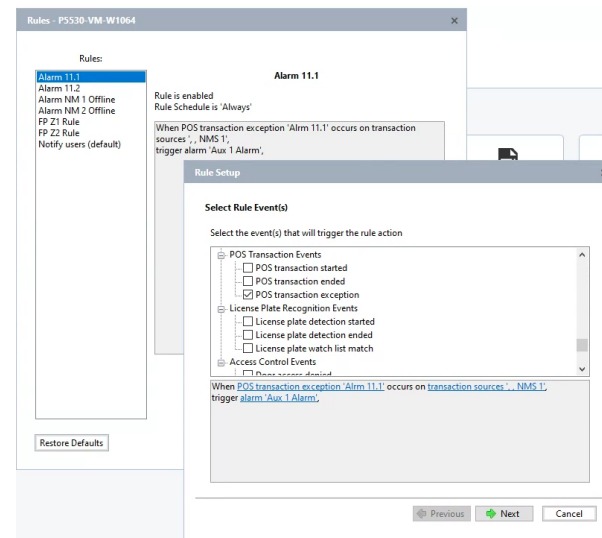 Rules - P5530-VM-W1064
Rules:
Alarm 11.1
Alarm 11.2
Alarm NM 1 Offline
Alarm NM 2 Offline
FP Z1 Rule
FP Z2 Rule
Notify users (default)
Alarm 11.1
Rule is enabled
Rule Schedule is 'Always'
When POS transaction exception 'Alrm 11.1' occurs on transaction
sources ', , NMS 1',
trigger alarm 'Aux 1 Alarm',
Restore Defaults
Rule Setup
Select Rule Event(s)
Select the event(s) that will trigger the rule action
POS Transaction Events
POS transaction started
POS transaction ended
POS transaction exception
License Plate Recognition Events
License plate detection started
License plate detection ended
License plate watch list match
Access Control Events
Door access denied
When POS transaction exception 'Alrm 11.1' occurs on transaction sources ', , NMS 1',
trigger alarm 'Aux 1 Alarm',
Previous
Next
Cancel